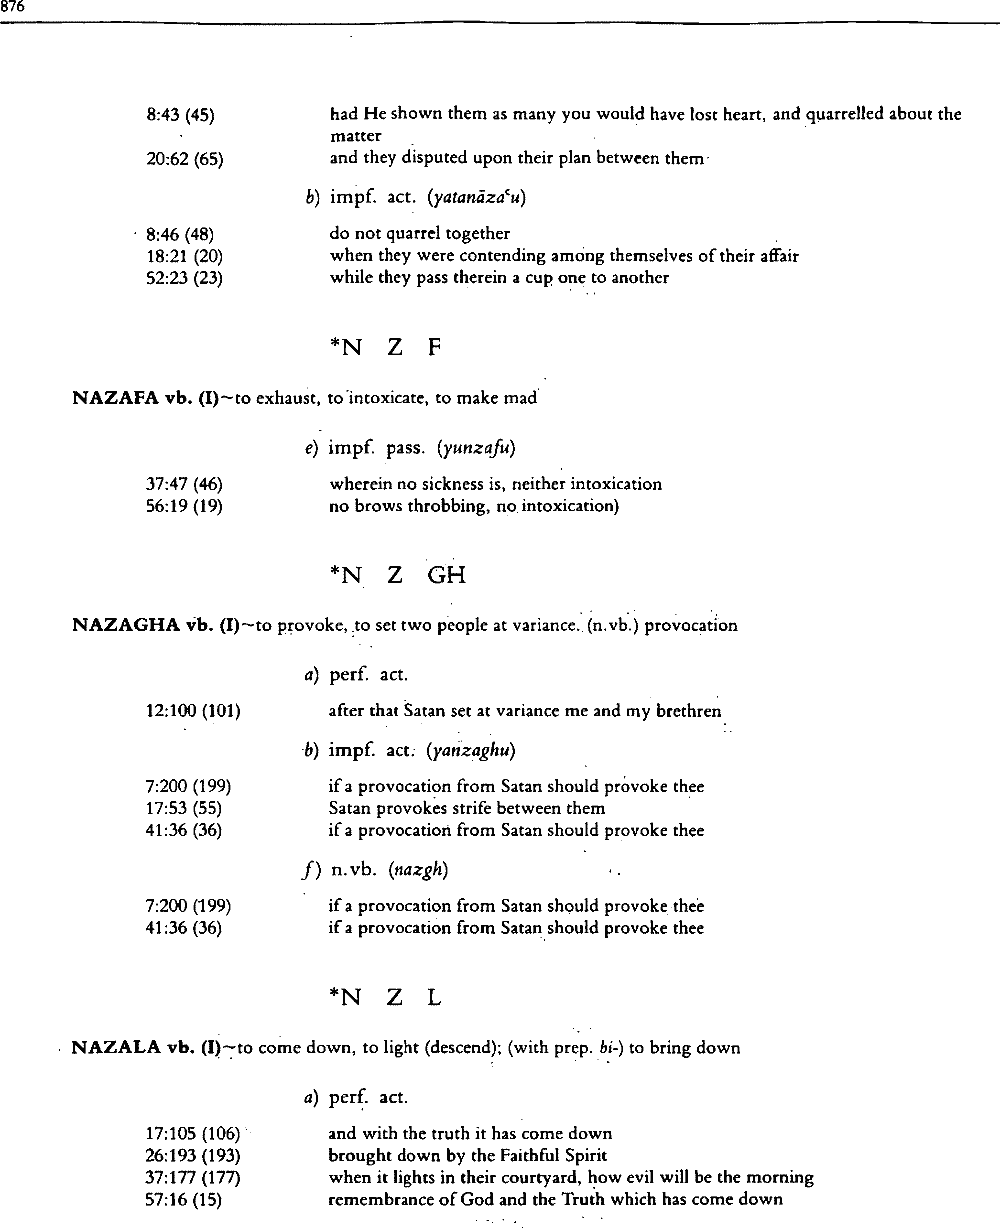 876
8:43 (45) had He shown them as many you would have lost heart, and quarrelled about the
matter
20:62 (65) and they disputed upon their plan between them
b) impf. act. (yatanāzaʿu)
8:46 (48) do not quarrel together
18:21 (20) when they were contending among themselves of their affair
52:23 (23) while they pass therein a cup one to another
*N Z F
NAZAFA vb. (I)~to exhaust, to intoxicate, to make mad
e) impf. pass. (yunzafu)
37:47 (46) wherein no sickness is, neither intoxication
56:19 (19) no brows throbbing, no intoxication)
*N Z GH
NAZAGHA vb. (I)~to provoke, to set two people at variance. (n.vb.) provocation
a) perf. act.
12:100 (101) after that Satan set at variance me and my brethren
b) impf. act. (yanzaghu)
7:200 (199) if a provocation from Satan should provoke thee
17:53 (55) Satan provokes strife between them
41:36 (36) if a provocation from Satan should provoke thee
f) n.vb. (nazgh)
7:200 (199) if a provocation from Satan should provoke thee
41:36 (36) if a provocation from Satan should provoke thee
*N Z L
NAZALA vb. (I)~to come down, to light (descend); (with prep. bi-) to bring down
a) perf. act.
17:105 (106) and with the truth it has come down
26:193 (193) brought down by the Faithful Spirit
37:177 (177) when it lights in their courtyard, how evil will be the morning
57:16 (15) remembrance of God and the Truth which has come down